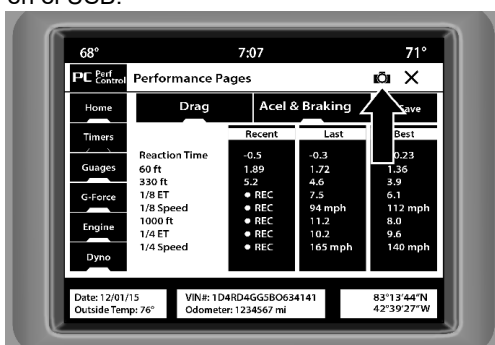 68° 7:07 71°
PC Perf Control Performance Pages
Home Drag Acel & Braking Save
Timers Recent Last Best
Reaction Time -0.5 -0.3 0.23
Guages 60 ft 1.89 1.72 1.36
330 ft 5.2 4.6 3.9
G-Force 1/8 ET REC 7.5 6.1
1/8 Speed REC 94 mph 112 mph
Engine 1000 ft REC 11.2 8.0
1/4 ET REC 10.2 9.6
Dyno 1/4 Speed REC 165 mph 140 mph
Date: 12/01/15 VIN#: 1D4RD4GG5BO634141 83°13'44"N
Outside Temp: 76° Odometer: 1234567 mi 42°39'27"W